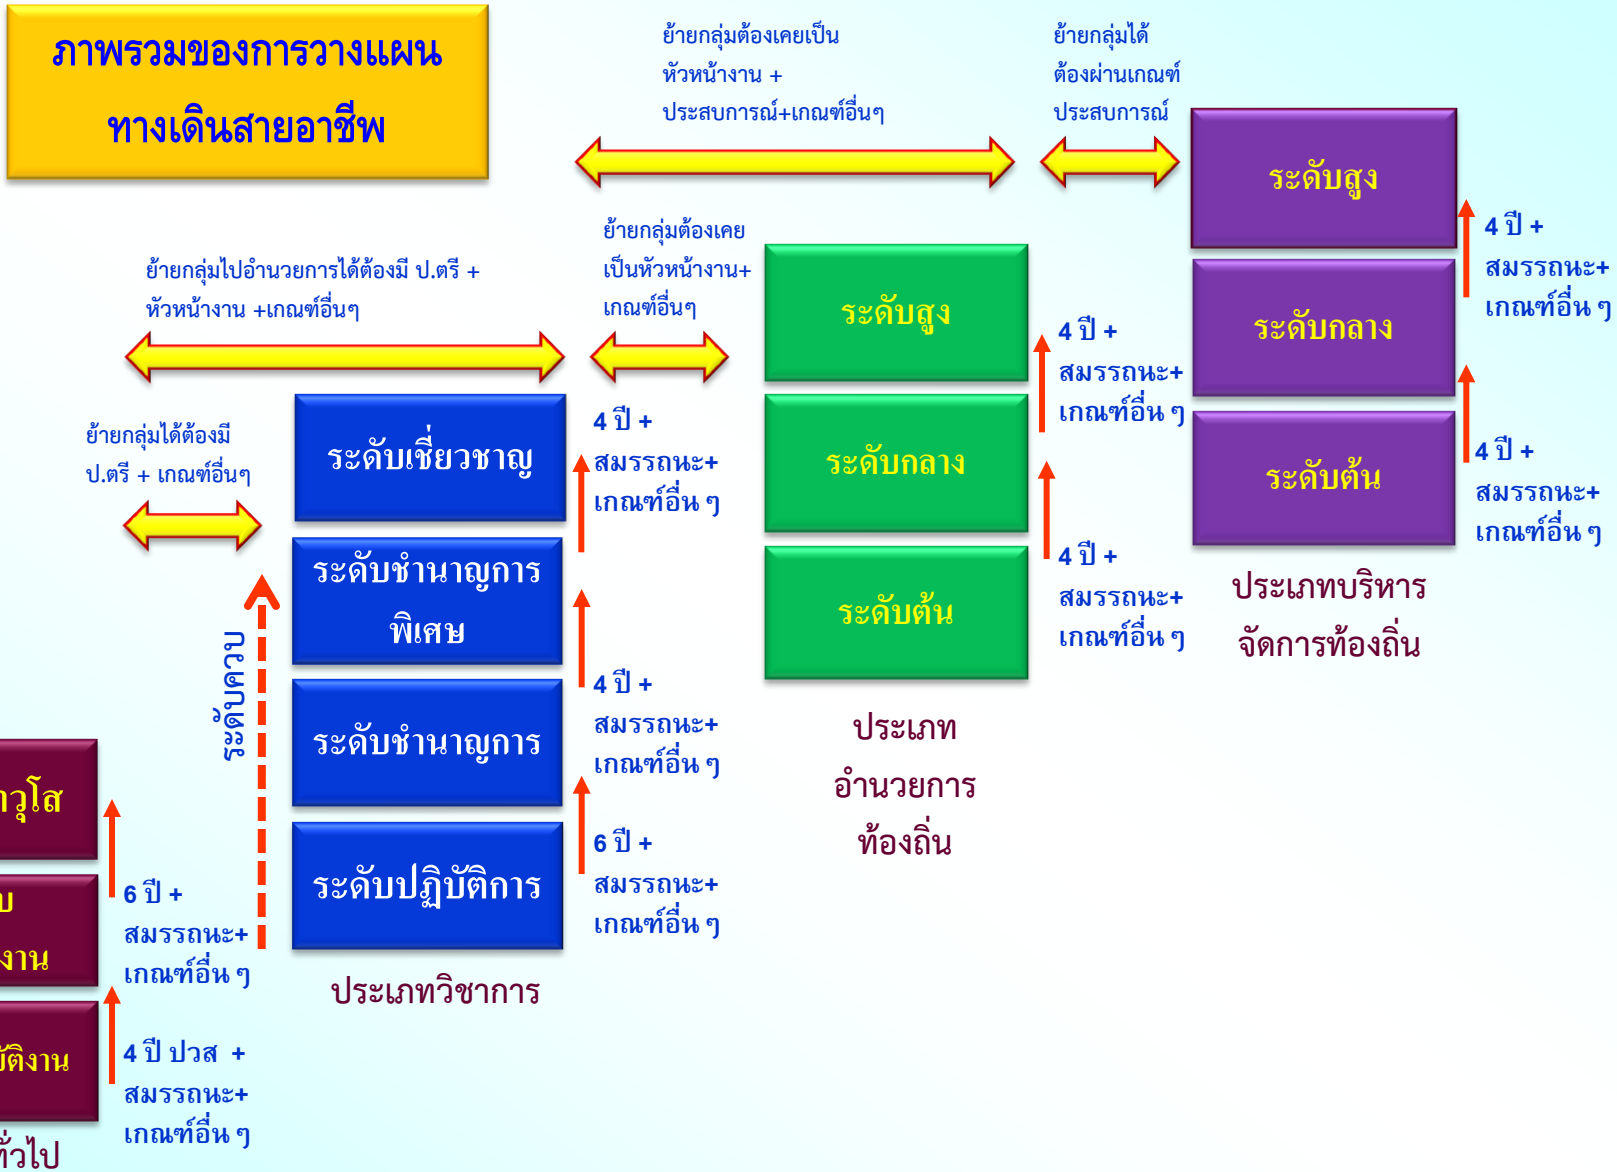 ภาพรวมของการวางแผน
ทางเดินสายอาชีพ
ย้ายกลุ่มต้องเคยเป็น
หัวหน้างาน +
ประสบการณ์+เกณฑ์อื่นๆ
ย้ายกลุ่มได้
ต้องผ่านเกณฑ์
ประสบการณ์
ย้ายกลุ่มไปอำนวยการได้ต้องมี ป.ตรี +
หัวหน้างาน +เกณฑ์อื่นๆ
ย้ายกลุ่มต้องเคย
เป็นหัวหน้างาน+
เกณฑ์อื่นๆ
ย้ายกลุ่มได้ต้องมี
ป.ตรี + เกณฑ์อื่นๆ
ระดับสูง
ระดับกลาง
ระดับต้น
4 ปี +
สมรรถนะ+
เกณฑ์อื่น ๆ
4 ปี +
สมรรถนะ+
เกณฑ์อื่น ๆ
ประเภทบริหาร
จัดการท้องถิ่น
ระดับสูง
ระดับกลาง
ระดับต้น
4 ปี +
สมรรถนะ+
เกณฑ์อื่น ๆ
4 ปี +
สมรรถนะ+
เกณฑ์อื่น ๆ
ประเภท
อำนวยการ
ท้องถิ่น
ระดับเชี่ยวชาญ
ระดับชำนาญการ
พิเศษ
ระดับชำนาญการ
ระดับปฏิบัติการ
4 ปี +
สมรรถนะ+
เกณฑ์อื่น ๆ
4 ปี +
สมรรถนะ+
เกณฑ์อื่น ๆ
6 ปี +
สมรรถนะ+
เกณฑ์อื่น ๆ
ประเภทวิชาการ
ระดับควบ
าวุโส
บ
งาน
บัติงาน
6 ปี +
สมรรถนะ+
เกณฑ์อื่น ๆ
4 ปี ปวส +
สมรรถนะ+
เกณฑ์อื่น ๆ
ทั่วไป